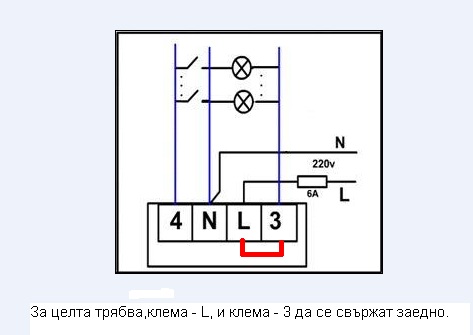 N
220v
6A
L
4 N L 3
За целта трябва,клема - L, и клема - 3 да се свържат заедно.